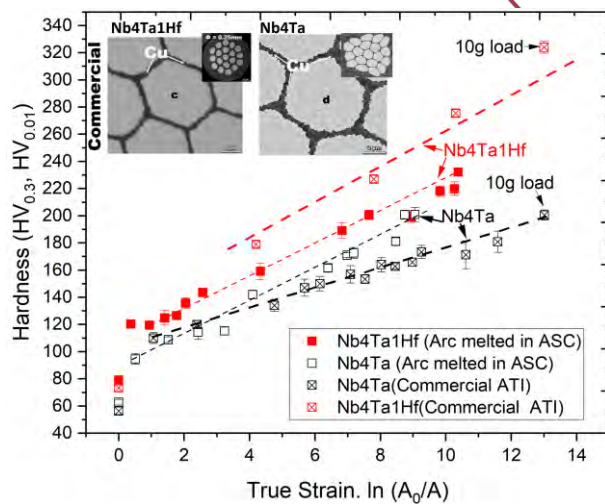 Nb4Ta1Hf
Nb4Ta
Commercial
Cu
c
Φ = 0.25mm
Cu
d
10g load
Nb4Ta1Hf
10g load
Nb4Ta
340
320
300
280
260
240
220
200
180
160
140
120
100
80
60
40
Hardness (HV0.3, HV0.01)
Nb4Ta1Hf (Arc melted in ASC)
Nb4Ta (Arc melted in ASC)
Nb4Ta(Commercial ATI)
Nb4Ta1Hf(Commercial ATI)
0 2 4 6 8 10 12 14
True Strain. ln (A0/A)